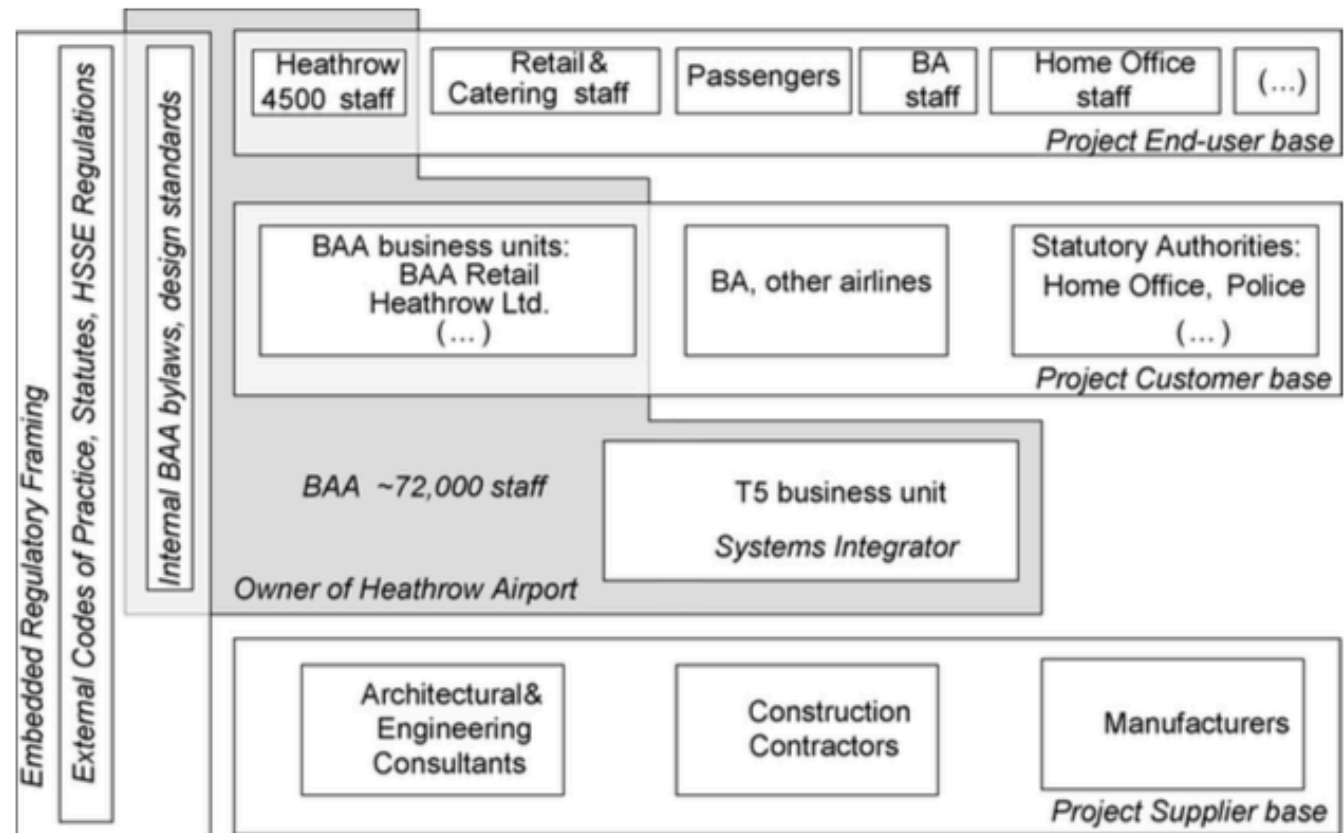 Embedded Regulatory Framing
External Codes of Practice, Statutes, HSSE Regulations
Internal BAA bylaws, design standards
Heathrow
4500 staff
Retail &
Catering staff
Passengers
BA
staff
Home Office
staff
(...)
Project End-user base
BAA business units:
BAA Retail
Heathrow Ltd.
(...)
BA, other airlines
Statutory Authorities:
Home Office, Police
(...)
Project Customer base
BAA ~72,000 staff
T5 business unit
Systems Integrator
Owner of Heathrow Airport
Architectural&
Engineering
Consultants
Construction
Contractors
Manufacturers
Project Supplier base